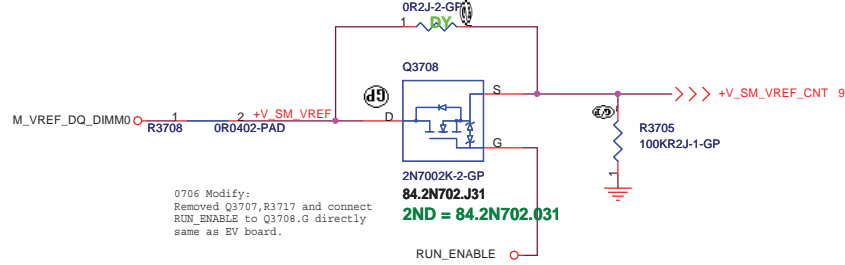 0R2J-2-GP
1
DY
Q3708
GP
S
D
G
M_VREF_DQ_DIMM0
1
2
+V_SM_VREF
R3708
0R0402-PAD
+V_SM_VREF_CNT 9
R3705
100KR2J-1-GP
1
2N7002K-2-GP
84.2N702.J31
2ND = 84.2N702.031
0706 Modify:
Removed Q3707,R3717 and connect
RUN_ENABLE to Q3708.G directly
same as EV board.
RUN_ENABLE